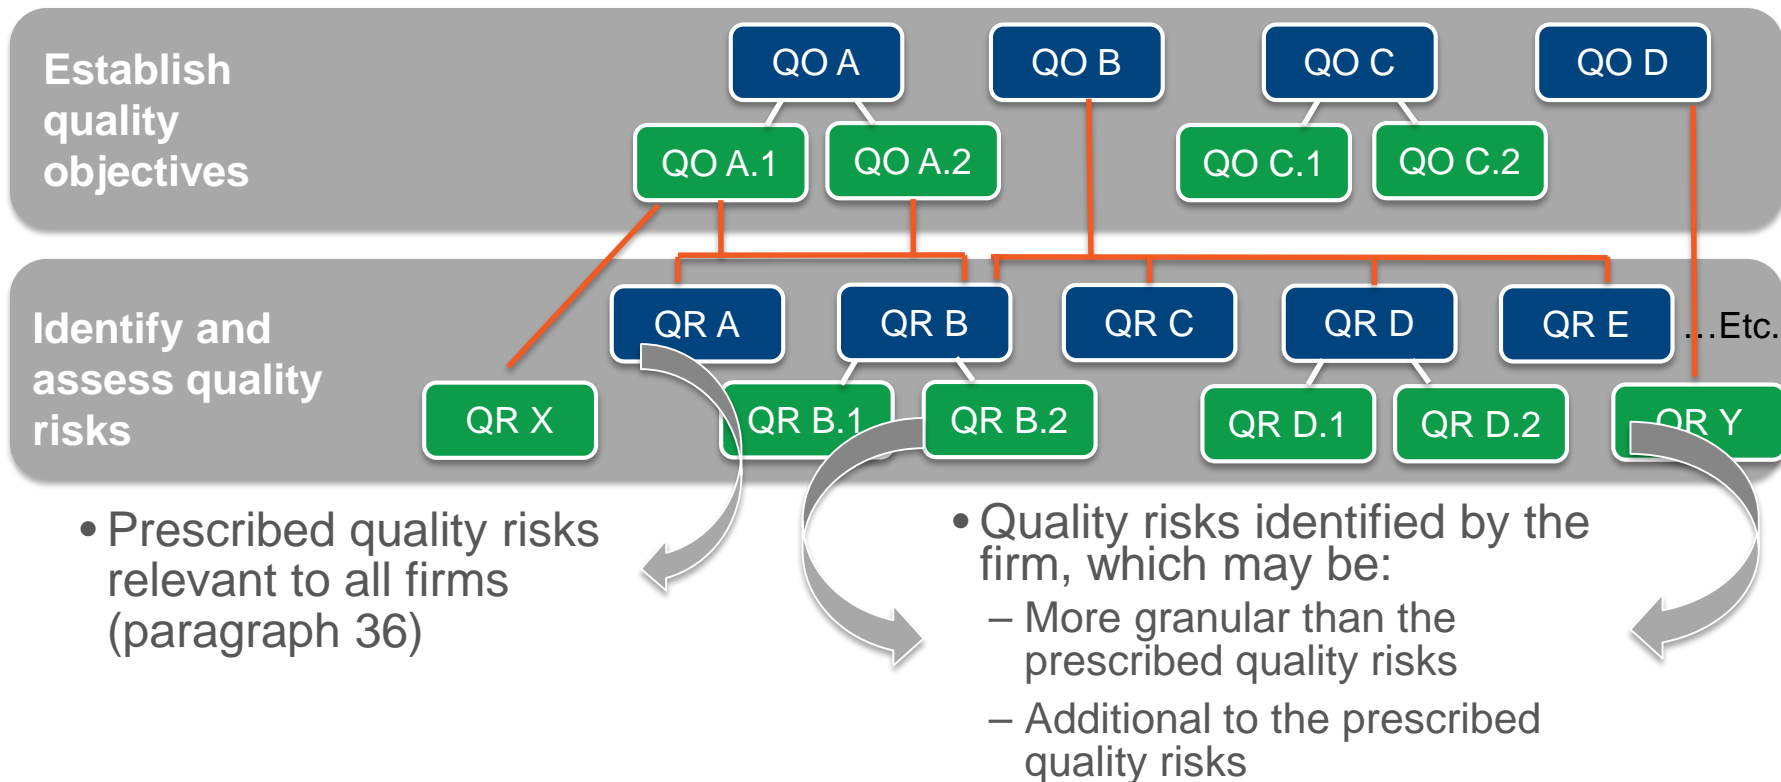 Establish
quality
objectives
QO A
QO B
QO C
QO D
QO A.1
QO A.2
QO C.1
QO C.2
Identify and
assess quality
risks
QR A
QR B
QR C
QR D
QR E
...Etc.
QR X
QR B.1
QR B.2
QR D.1
QR D.2
QR Y
• Prescribed quality risks
relevant to all firms
(paragraph 36)
• Quality risks identified by the
firm, which may be:
– More granular than the
prescribed quality risks
– Additional to the prescribed
quality risks